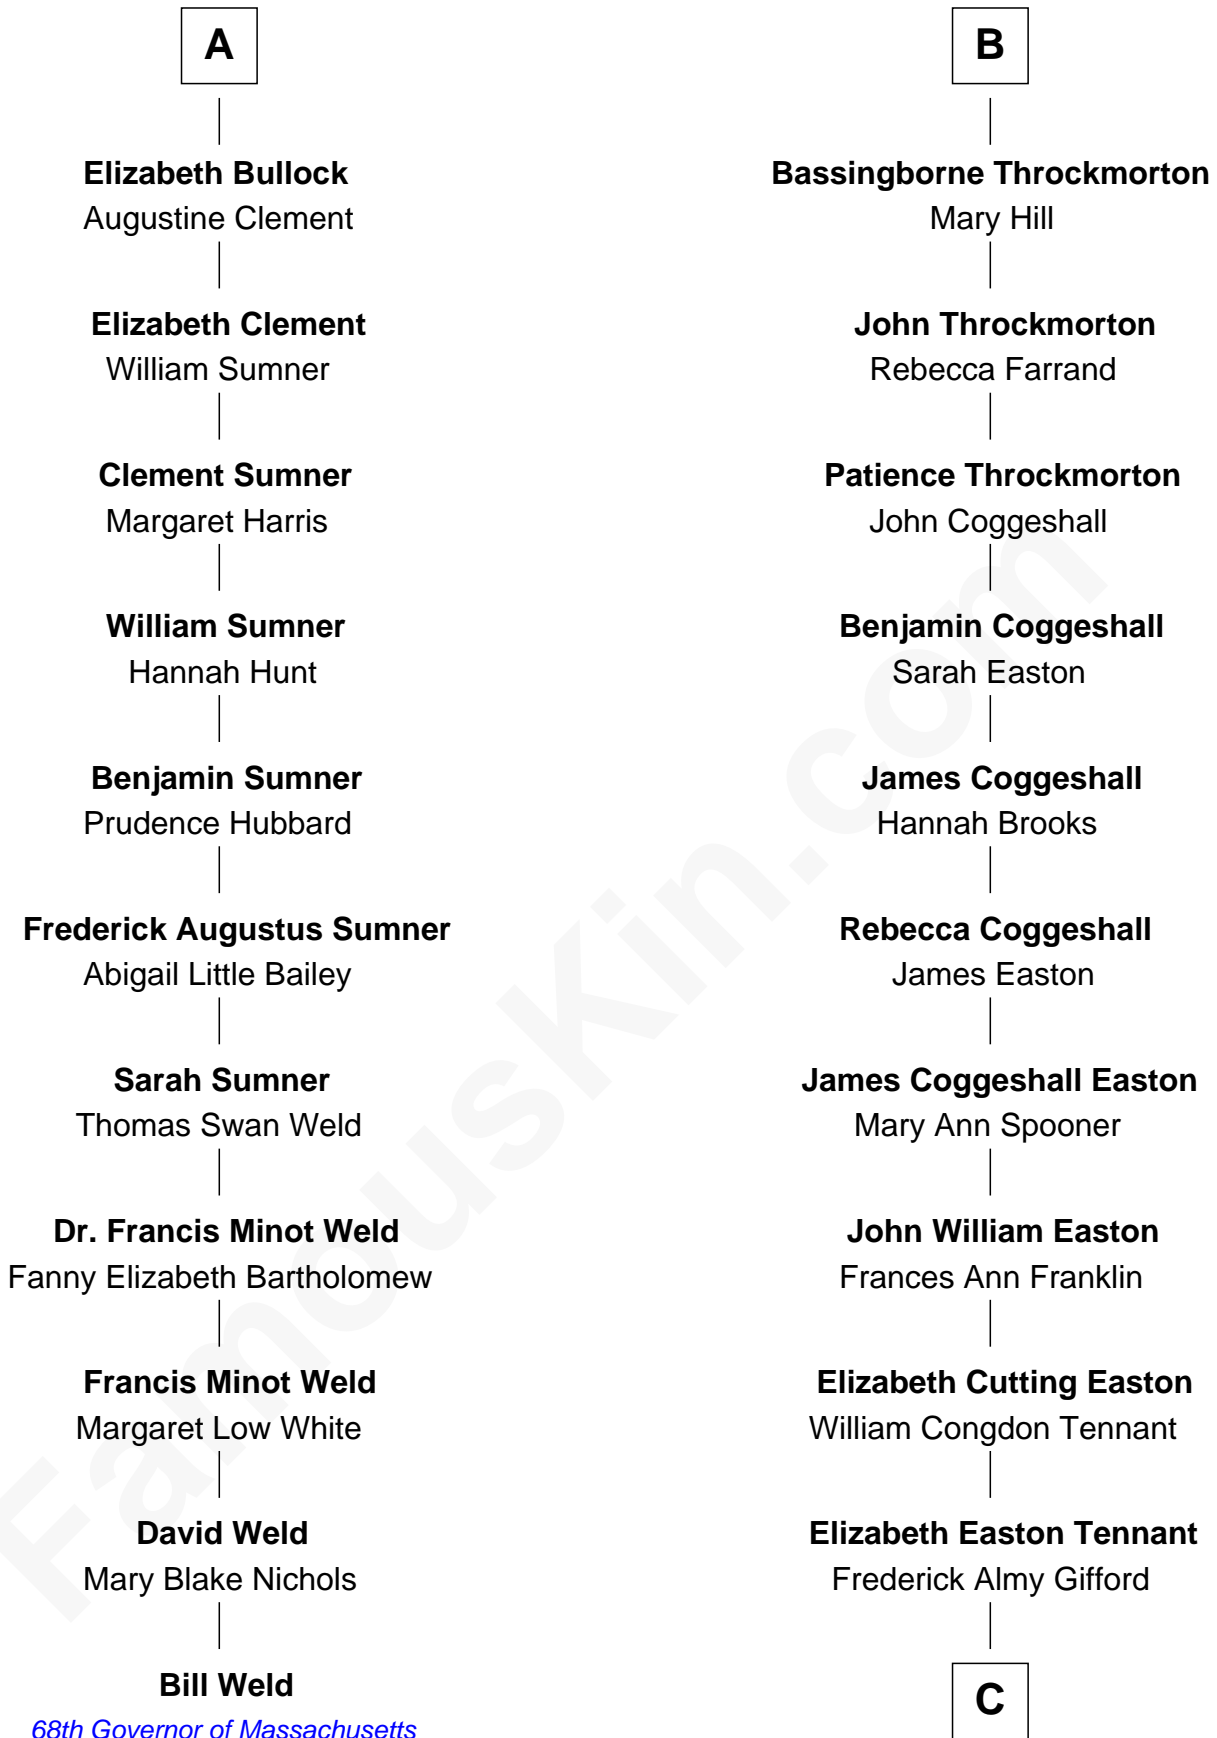 A
Elizabeth Bullock
Augustine Clement
Elizabeth Clement
William Sumner
Clement Sumner
Margaret Harris
William Sumner
Hannah Hunt
Benjamin Sumner
Prudence Hubbard
Frederick Augustus Sumner
Abigail Little Bailey
Sarah Sumner
Thomas Swan Weld
Dr. Francis Minot Weld
Fanny Elizabeth Bartholomew
Francis Minot Weld
Margaret Low White
David Weld
Mary Blake Nichols
Bill Weld
68th Governor of Massachusetts
B
Bassingborne Throckmorton
Mary Hill
John Throckmorton
Rebecca Farrand
Patience Throckmorton
John Coggeshall
Benjamin Coggeshall
Sarah Easton
James Coggeshall
Hannah Brooks
Rebecca Coggeshall
James Easton
James Coggeshall Easton
Mary Ann Spooner
John William Easton
Frances Ann Franklin
Elizabeth Cutting Easton
William Congdon Tennant
Elizabeth Easton Tennant
Frederick Almy Gifford
C
FamousKin.com